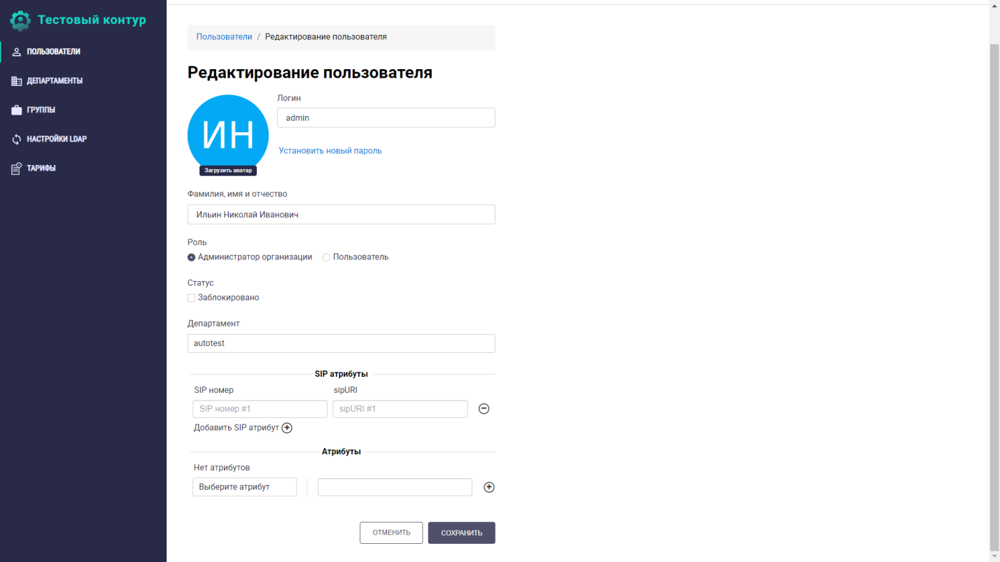 Тестовый контур
ПОЛЬЗОВАТЕЛИ
ДЕПАРТАМЕНТЫ
ГРУППЫ
НАСТРОЙКИ LDAP
ТАРИФЫ
Пользователи / Редактирование пользователя
Редактирование пользователя
ИН
Загрузить аватар
Логин
admin
Установить новый пароль
Фамилия, имя и отчество
Ильин Николай Иванович
Роль
Администратор организации Пользователь
Статус
Заблокировано
Департамент
autotest
SIP атрибуты
SIP номер sipURI
SIP номер #1 sipURI #1
Добавить SIP атрибут
Атрибуты
Нет атрибутов
Выберите атрибут
ОТМЕНИТЬ СОХРАНИТЬ